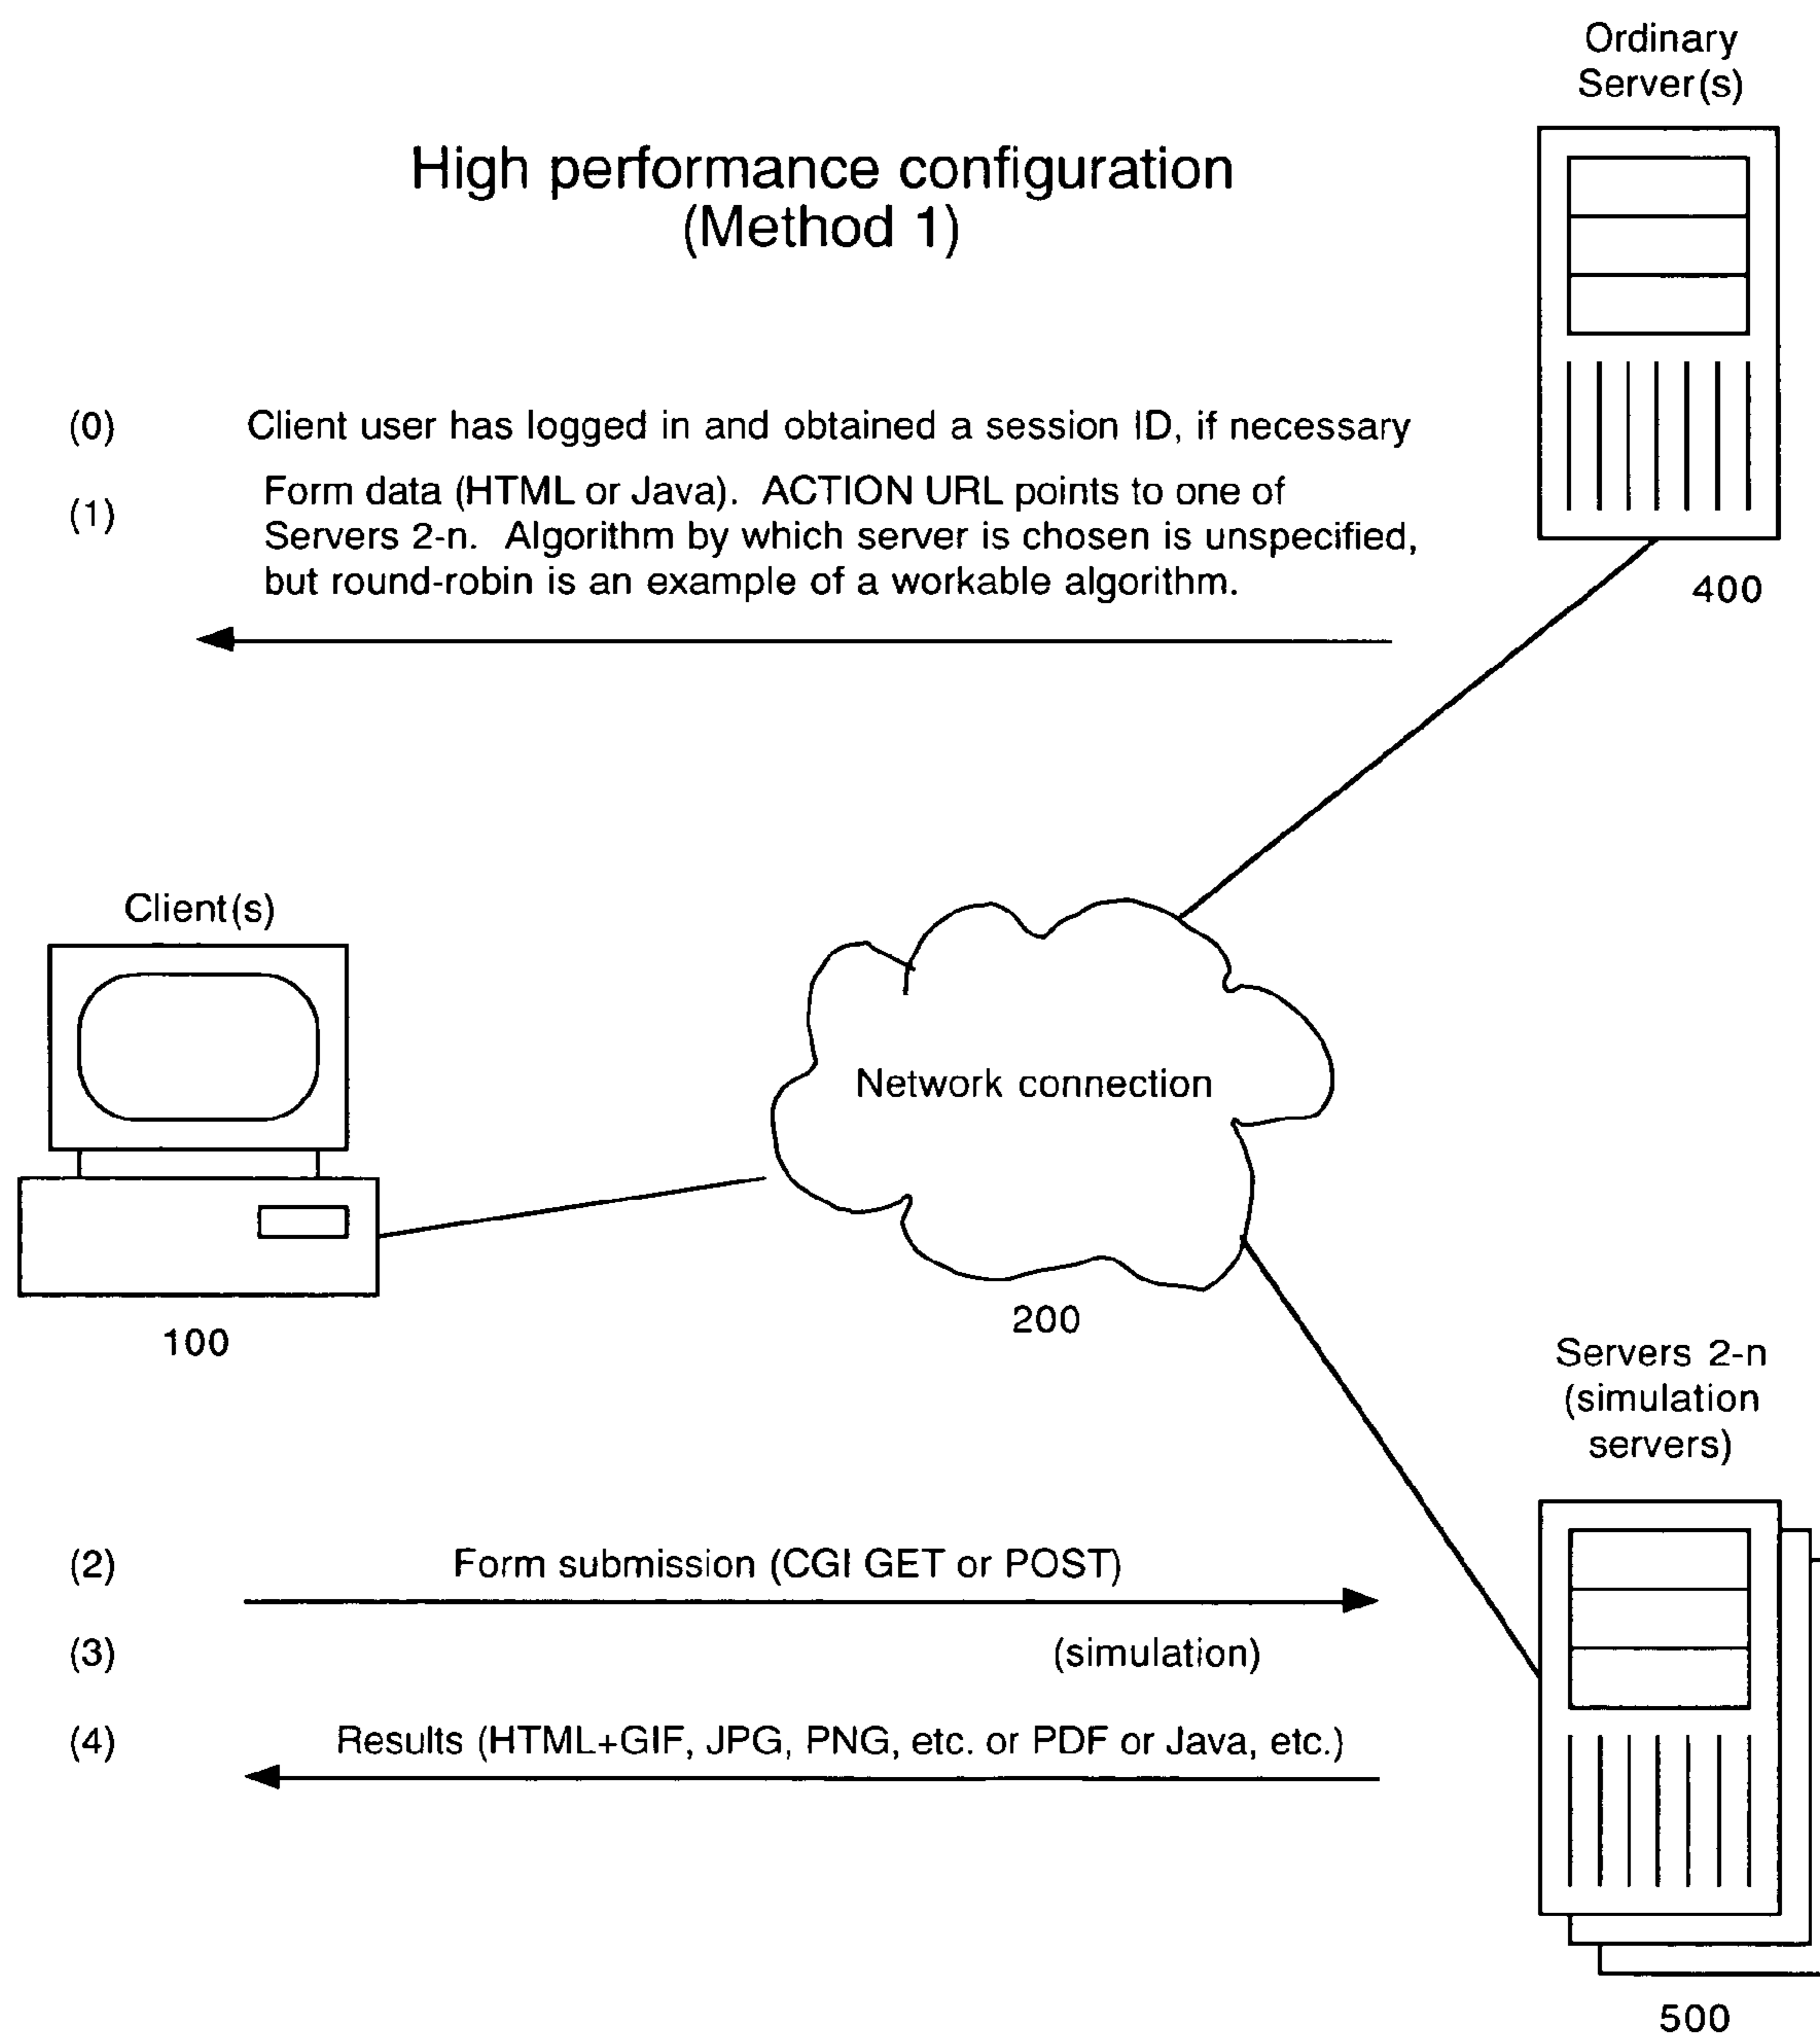 Ordinary
Server(s)
High performance configuration
(Method 1)
(0) Client user has logged in and obtained a session ID, if necessary
(1) Form data (HTML or Java). ACTION URL points to one of
Servers 2-n. Algorithm by which server is chosen is unspecified,
but round-robin is an example of a workable algorithm.
400
Client(s)
Network connection
100
200
Servers 2-n
(simulation
servers)
(2) Form submission (CGI GET or POST)
(3) (simulation)
(4) Results (HTML+GIF, JPG, PNG, etc. or PDF or Java, etc.)
500